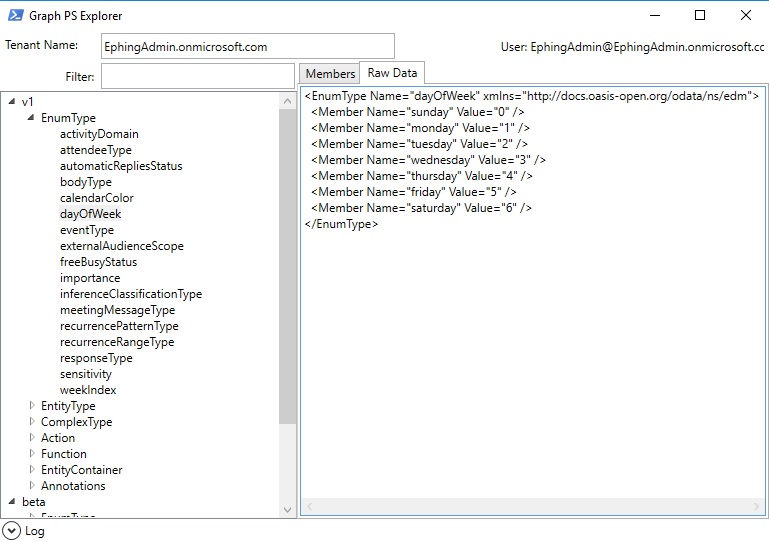 Graph PS Explorer
Tenant Name:
EphingAdmin.onmicrosoft.com
User: EphingAdmin@EphingAdmin.onmicrosoft.cc
Filter:
Members
Raw Data
v1
EnumType
activityDomain
attendeeType
automaticRepliesStatus
bodyType
calendarColor
dayOfWeek
eventType
externalAudienceScope
freeBusyStatus
importance
inferenceClassificationType
meetingMessageType
recurrencePatternType
recurrenceRangeType
responseType
sensitivity
weekIndex
EntityType
ComplexType
Action
Function
EntityContainer
Annotations
beta
EnumType
<EnumType Name="dayOfWeek" xmlns="http://docs.oasis-open.org/odata/ns/edm">
<Member Name="sunday" Value="0" />
<Member Name="monday" Value="1" />
<Member Name="tuesday" Value="2" />
<Member Name="wednesday" Value="3" />
<Member Name="thursday" Value="4" />
<Member Name="friday" Value="5" />
<Member Name="saturday" Value="6" />
</EnumType>
Log